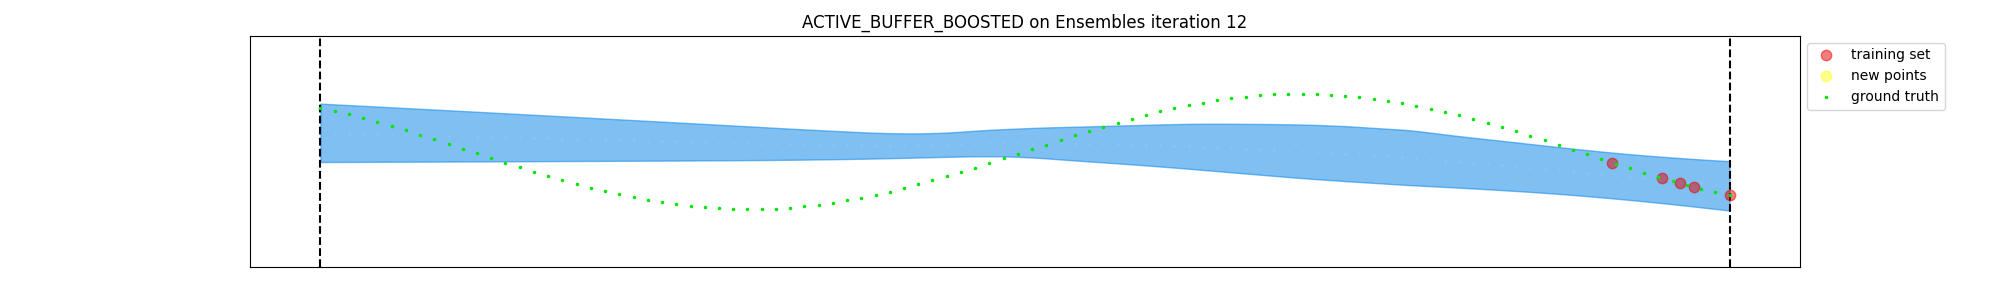 ACTIVE_BUFFER_BOOSTED on Ensembles iteration 12
training set
new points
ground truth